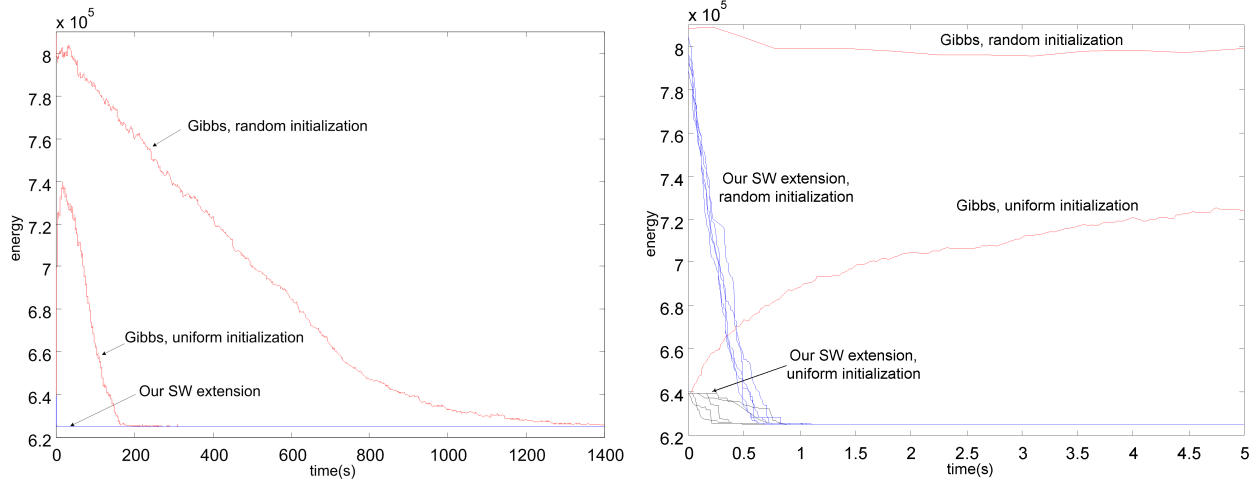 x 10⁵
8
7.8
7.6
7.4
7.2
7
6.8
6.6
6.4
6.2
energy
Gibbs, random initialization
Gibbs, uniform initialization
Our SW extension
0 200 400 600 800 1000 1200 1400
time(s)
x 10⁵
8
7.8
7.6
7.4
7.2
7
6.8
6.6
6.4
6.2
energy
Gibbs, random initialization
Our SW extension,
random initialization
Gibbs, uniform initialization
Our SW extension,
uniform initialization
0 0.5 1 1.5 2 2.5 3 3.5 4 4.5 5
time(s)